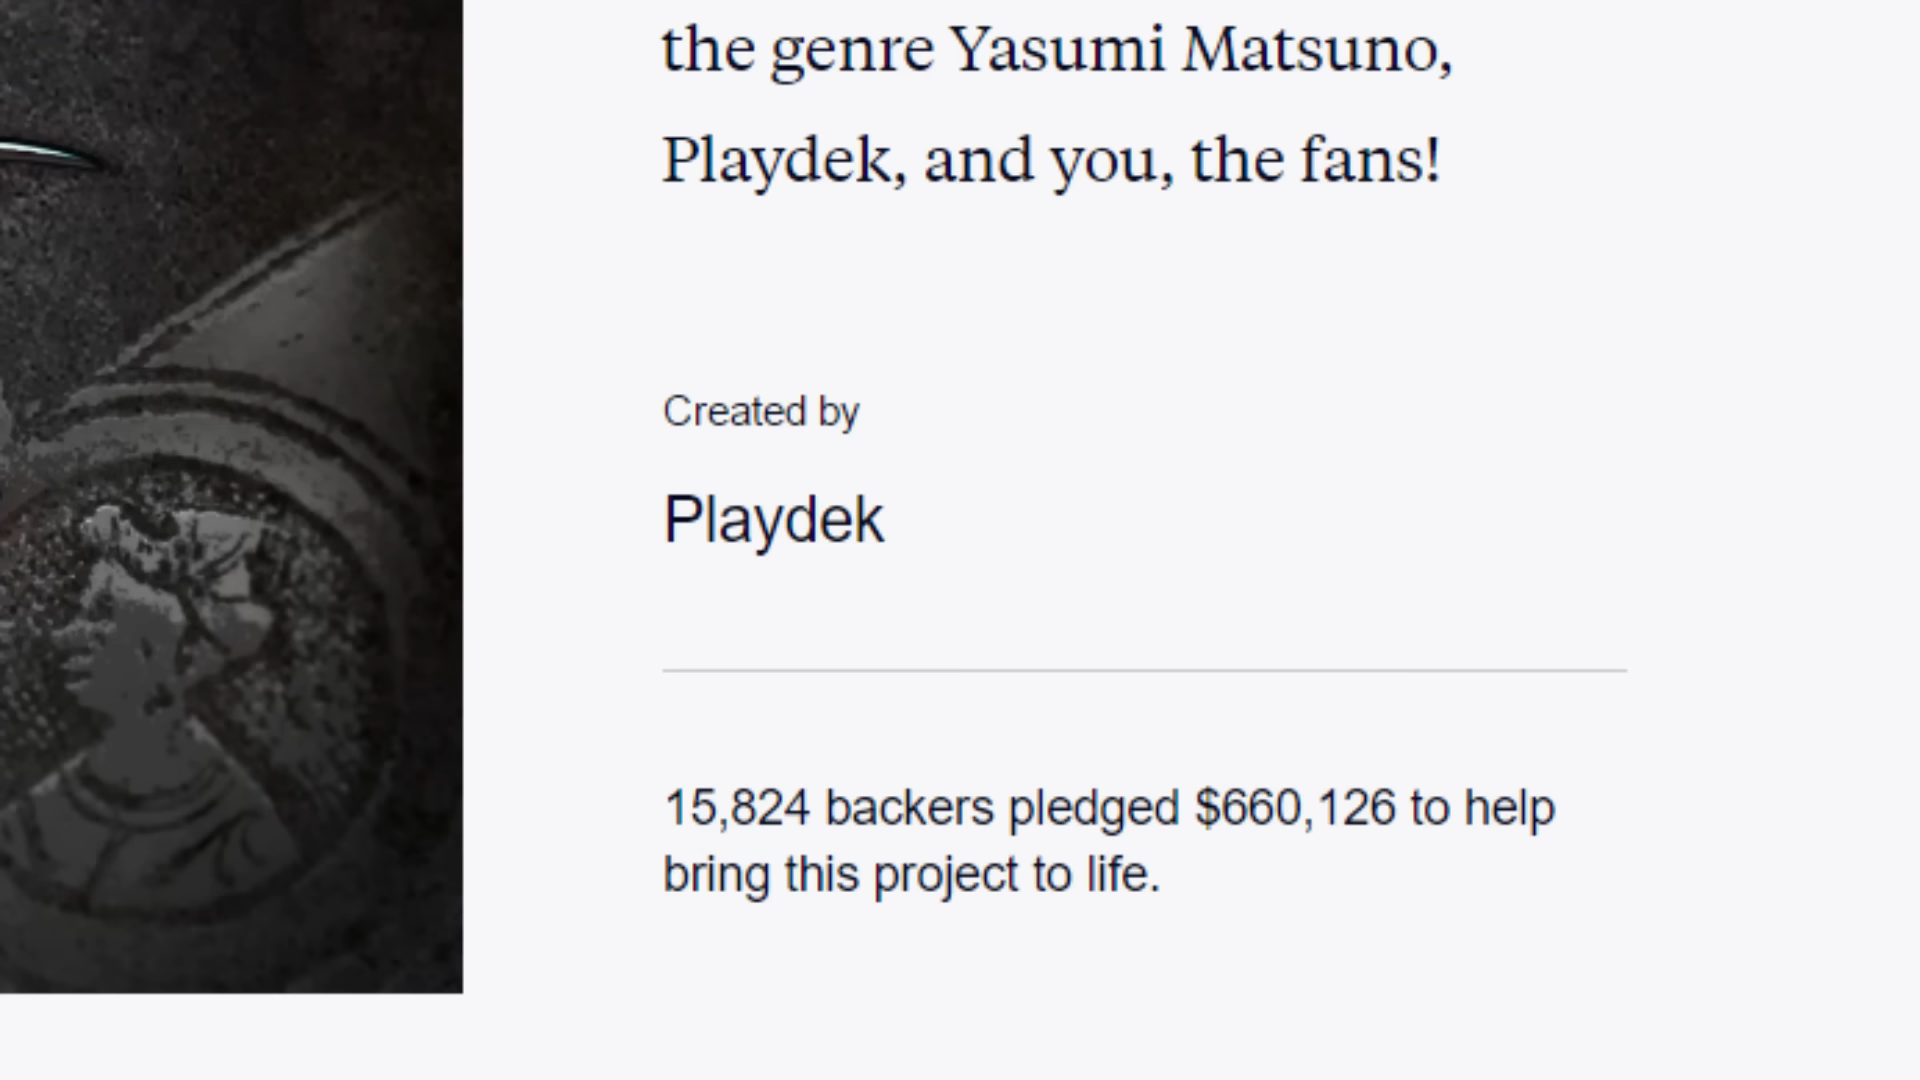 the genre Yasumi Matsuno,
Playdek, and you, the fans!
Created by
Playdek
15,824 backers pledged $660,126 to help
bring this project to life.